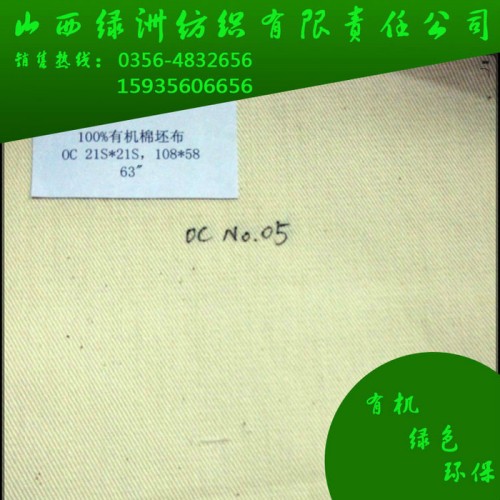 山西绿洲纺织有限责任公司
销售热线：0356-4832656
15935606656
100%有机棉坯布
OC 21S*21S，108*58
63"
OC No.05
有机
绿色
环保